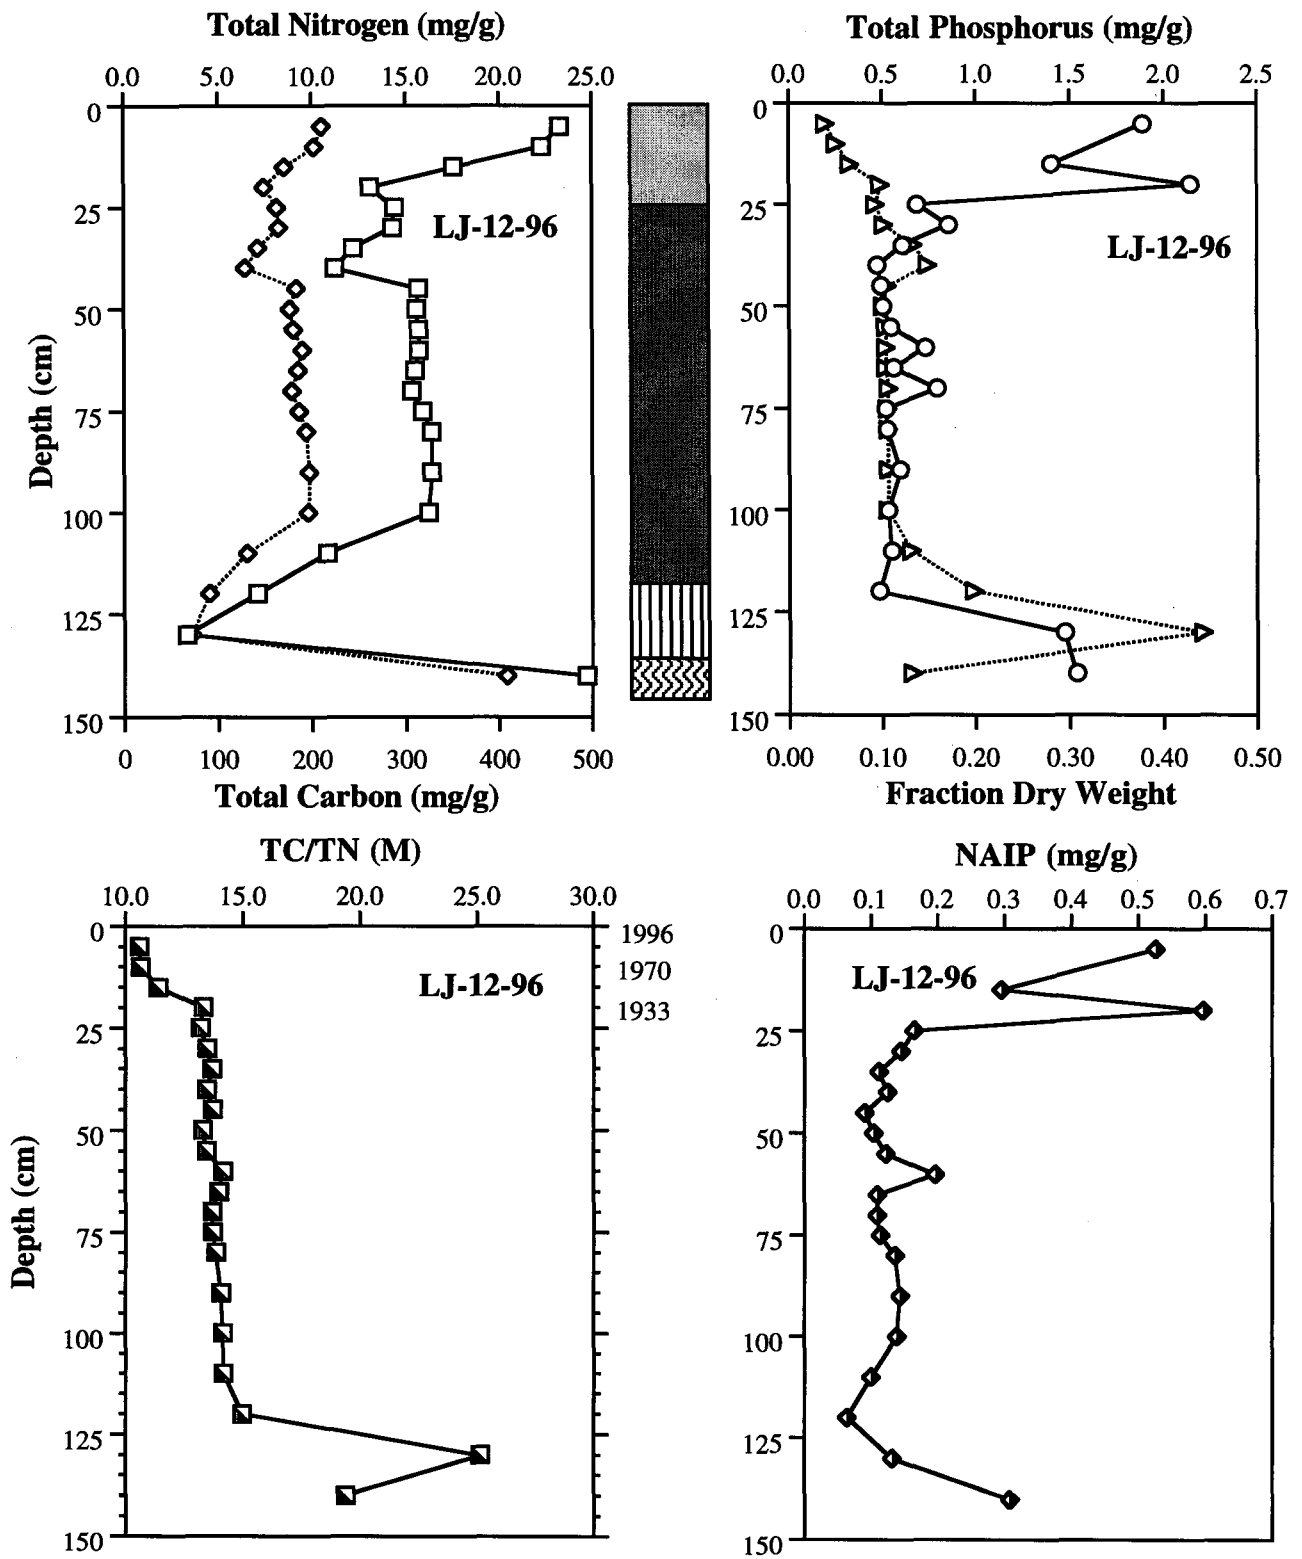 Total Nitrogen (mg/g)
0.0 5.0 10.0 15.0 20.0 25.0
0
25
50
75
100
125
150
Depth (cm)
LJ-12-96
0 100 200 300 400 500
Total Carbon (mg/g)
Total Phosphorus (mg/g)
0.0 0.5 1.0 1.5 2.0 2.5
0
25
50
75
100
125
150
LJ-12-96
0.00 0.10 0.20 0.30 0.40 0.50
Fraction Dry Weight
TC/TN (M)
10.0 15.0 20.0 25.0 30.0
0
25
50
75
100
125
150
Depth (cm)
LJ-12-96
1996
1970
1933
NAIP (mg/g)
0.0 0.1 0.2 0.3 0.4 0.5 0.6 0.7
0
25
50
75
100
125
150
LJ-12-96